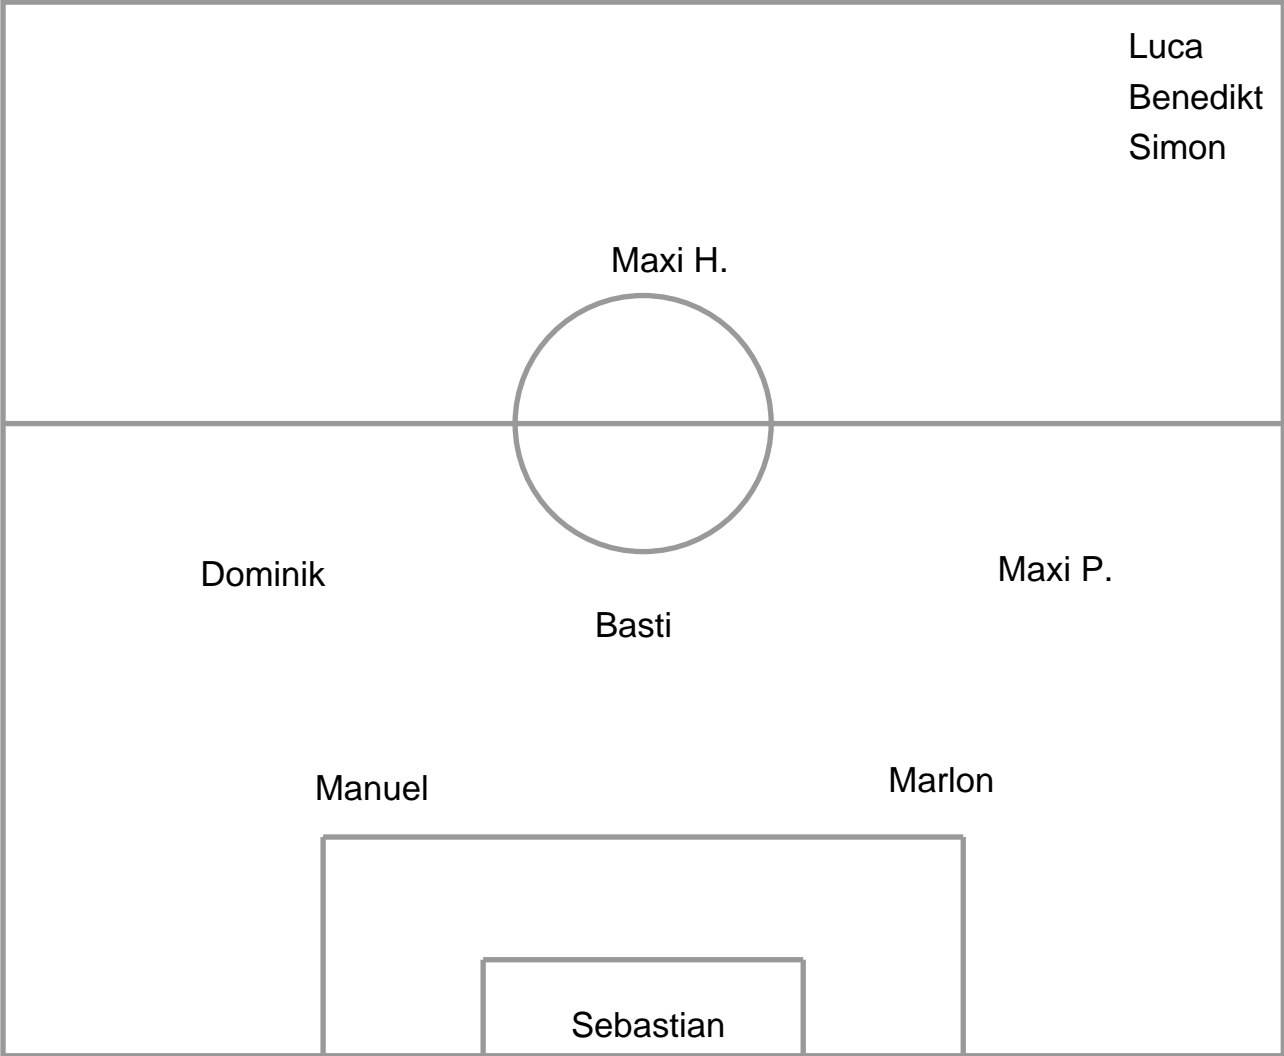 Luca
Benedikt
Simon
Maxi H.
Dominik
Maxi P.
Basti
Manuel
Marlon
Sebastian